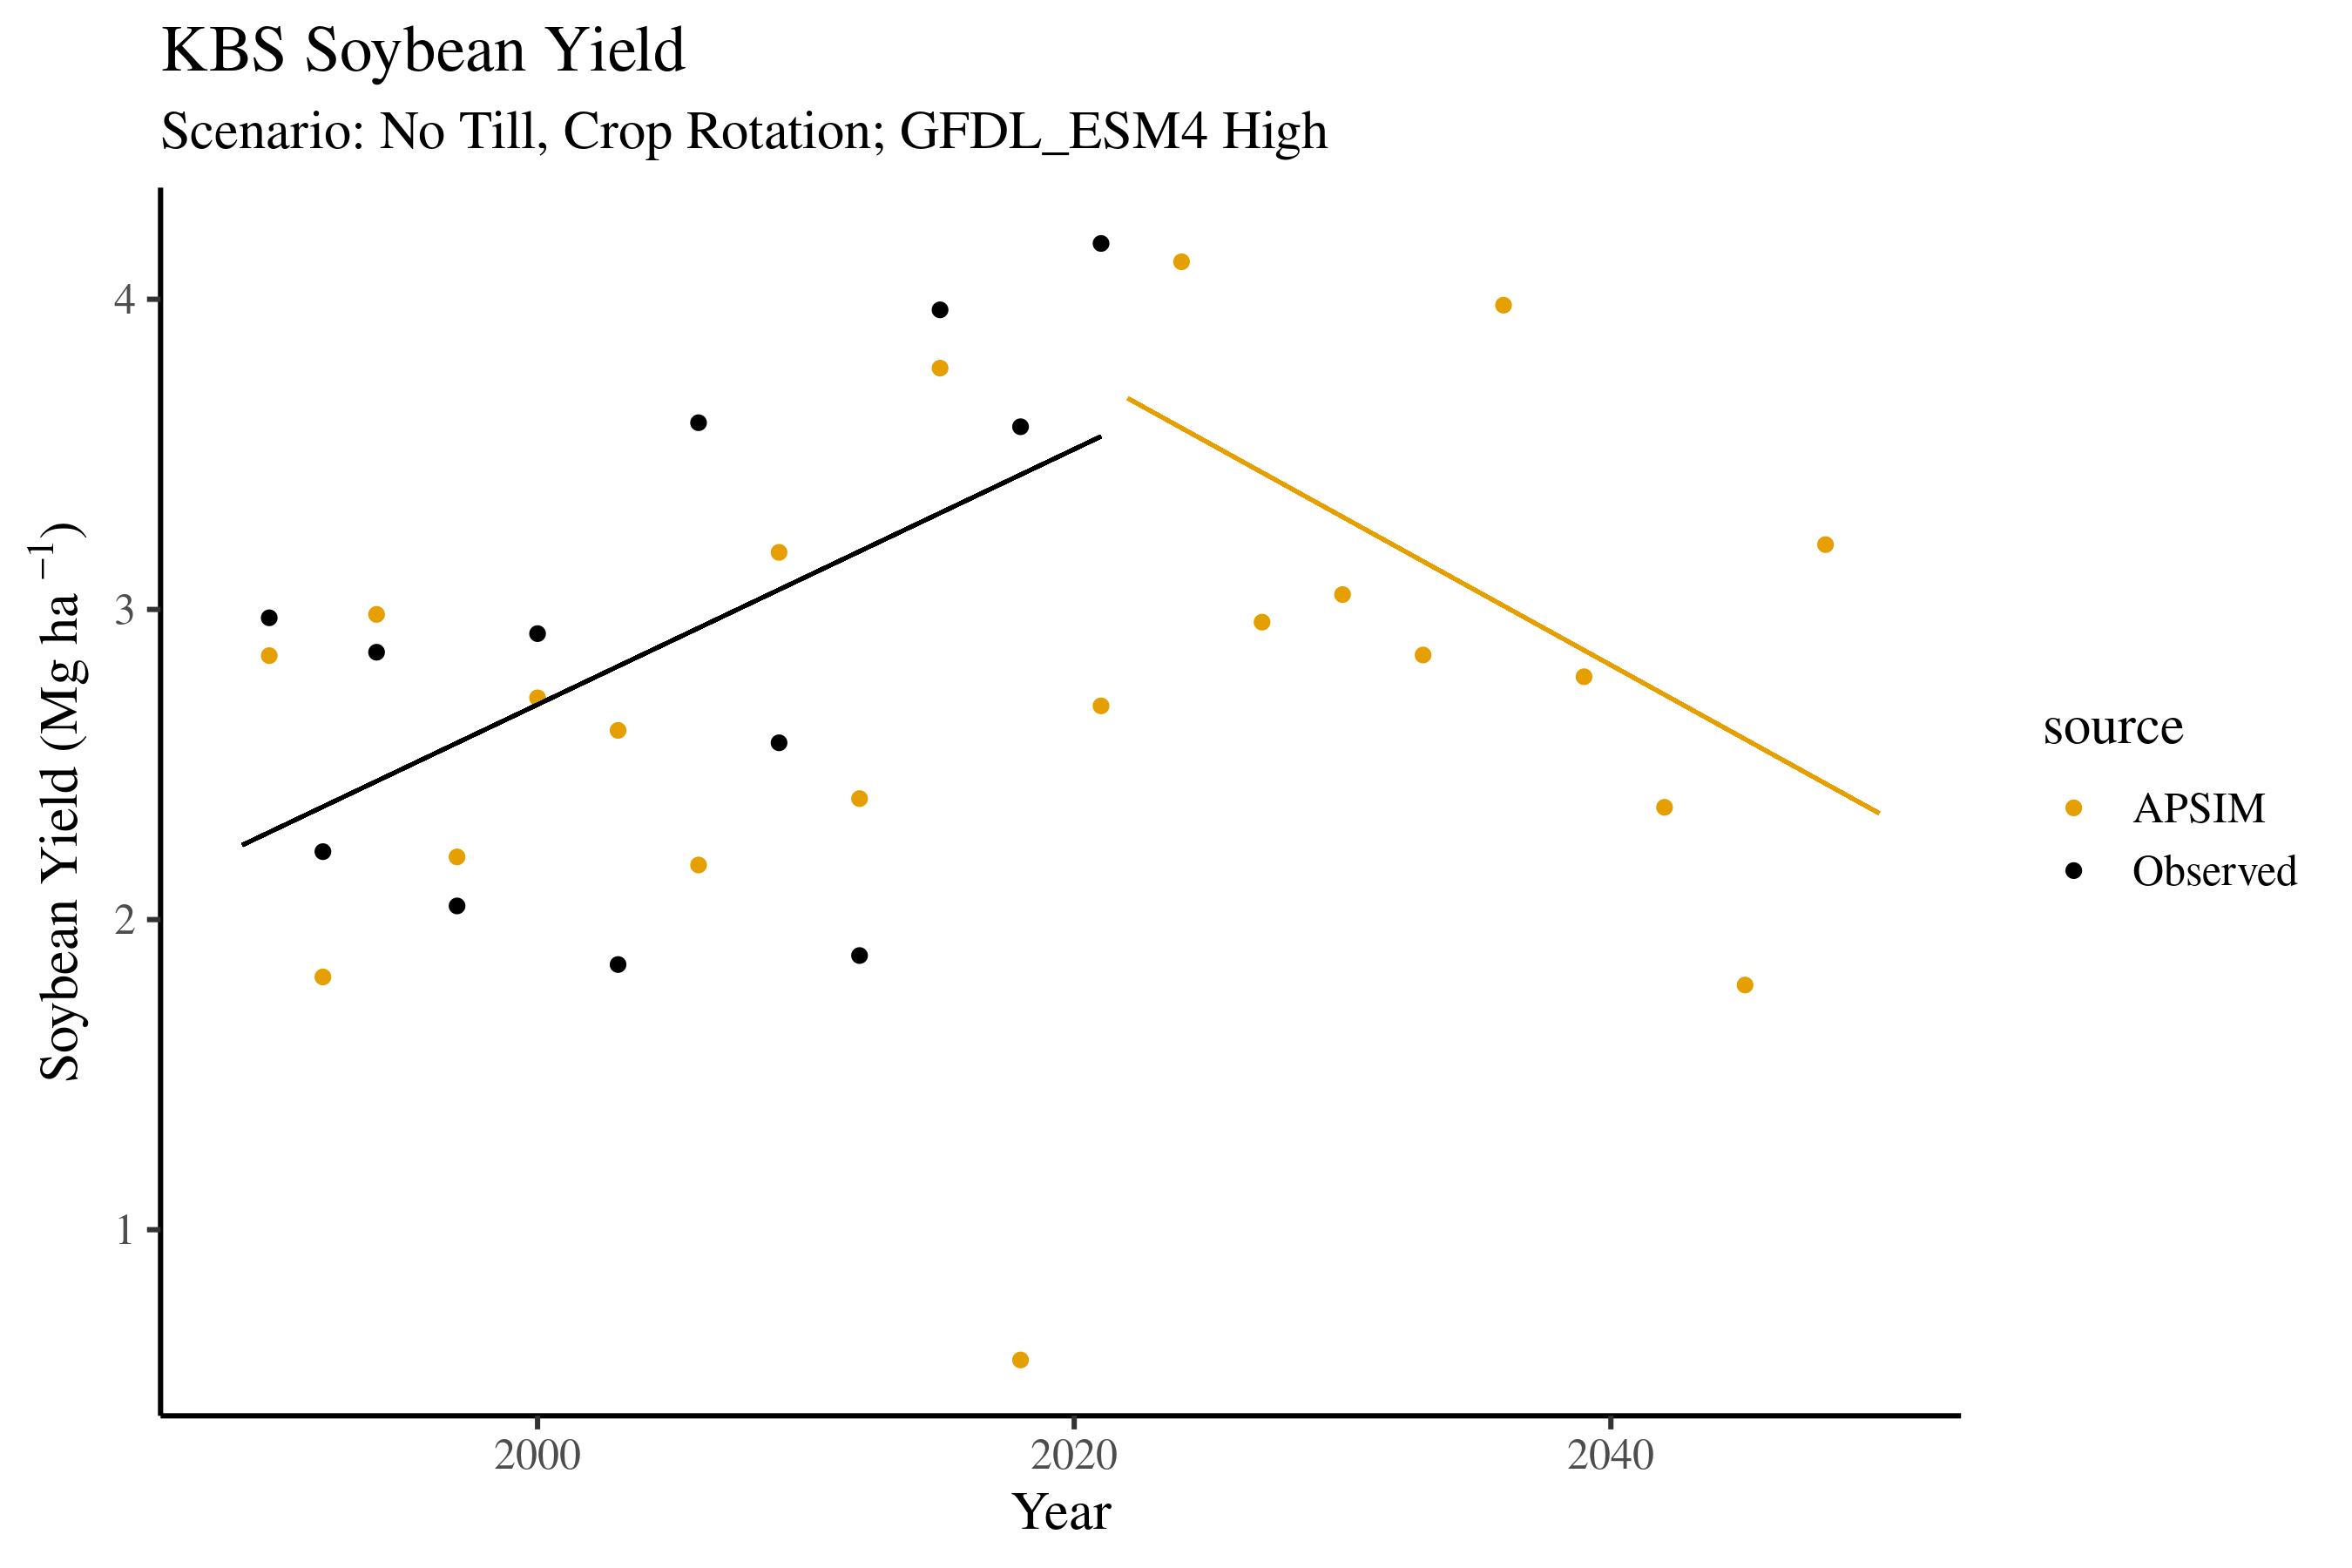 KBS Soybean Yield
Scenario: No Till, Crop Rotation; GFDL_ESM4 High
Soybean Yield (Mg ha⁻¹)
4
3
2
1
2000
2020
2040
Year
source
APSIM
Observed